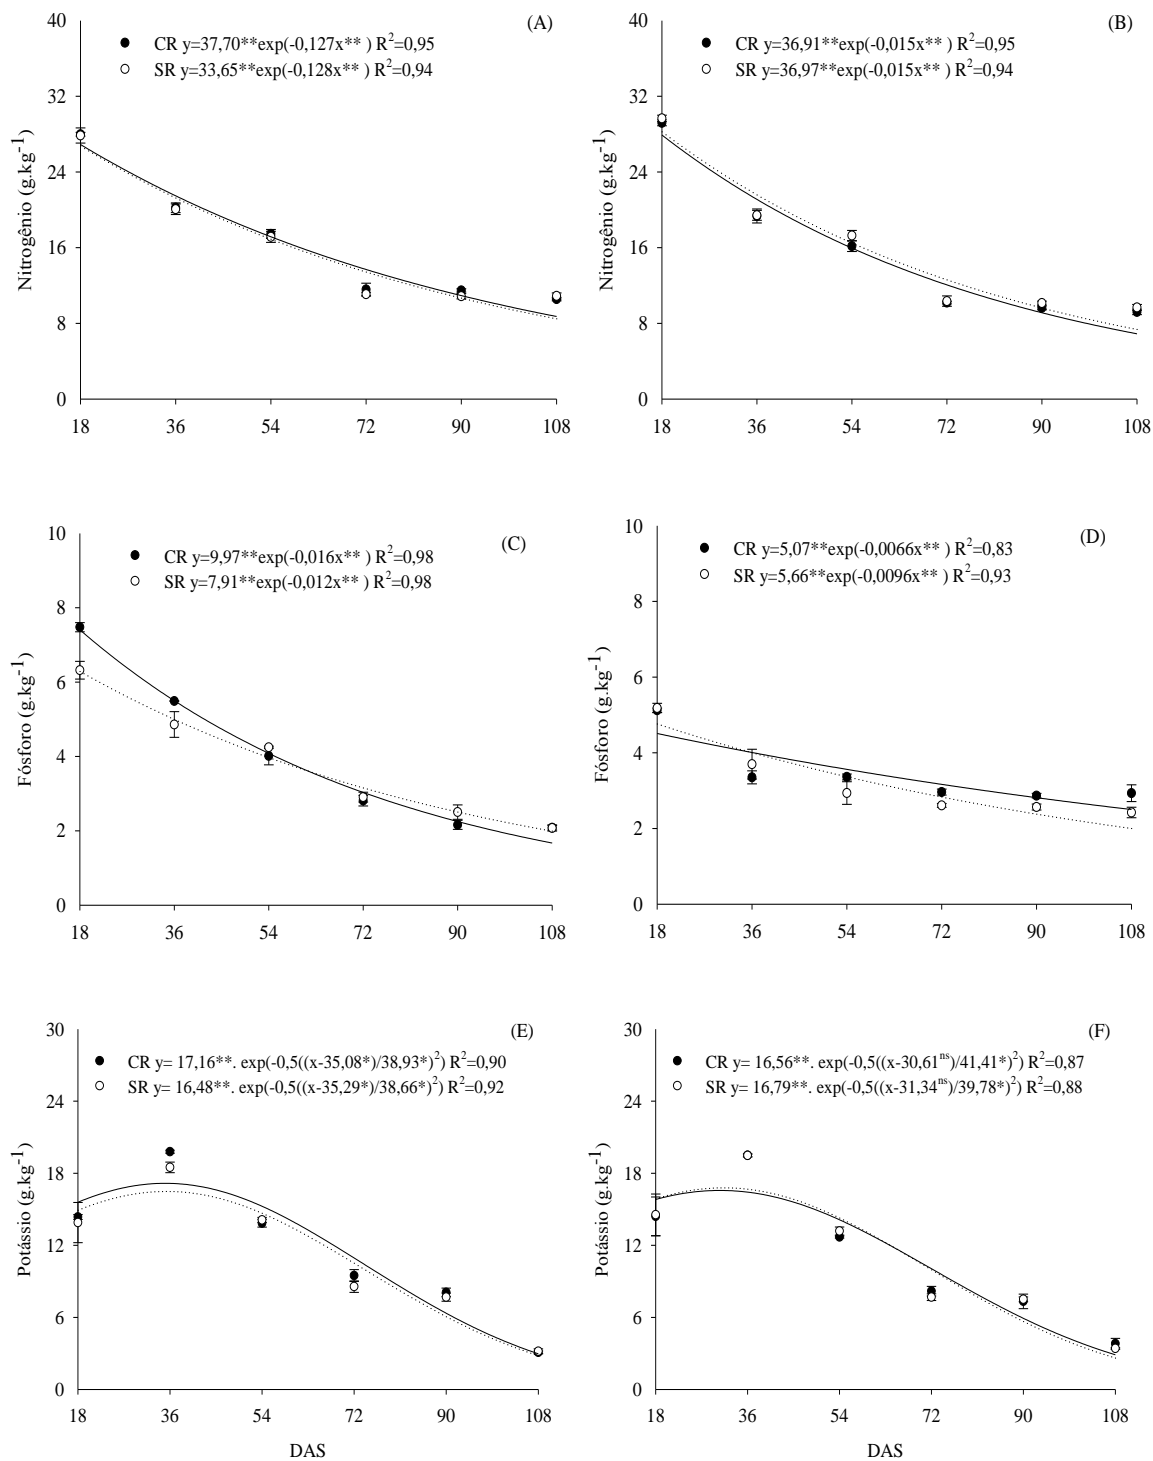 (A)
CR y=37,70**exp(-0,127x** ) R²=0,95
SR y=33,65**exp(-0,128x** ) R²=0,94
Nitrogênio (g.kg⁻¹)
40
32
24
16
8
0
18 36 54 72 90 108
(B)
CR y=36,91**exp(-0,015x** ) R²=0,95
SR y=36,97**exp(-0,015x** ) R²=0,94
Nitrogênio (g.kg⁻¹)
40
32
24
16
8
0
18 36 54 72 90 108
(C)
CR y=9,97**exp(-0,016x** ) R²=0,98
SR y=7,91**exp(-0,012x** ) R²=0,98
Fósforo (g.kg⁻¹)
10
8
6
4
2
0
18 36 54 72 90 108
(D)
CR y=5,07**exp(-0,0066x** ) R²=0,83
SR y=5,66**exp(-0,0096x** ) R²=0,93
Fósforo (g.kg⁻¹)
10
8
6
4
2
0
18 36 54 72 90 108
(E)
CR y= 17,16**. exp(-0,5((x-35,08*)/38,93*)²) R²=0,90
SR y= 16,48**. exp(-0,5((x-35,29*)/38,66*)²) R²=0,92
Potássio (g.kg⁻¹)
30
24
18
12
6
0
18 36 54 72 90 108
DAS
(F)
CR y= 16,56**. exp(-0,5((x-30,61ⁿˢ)/41,41*)²) R²=0,87
SR y= 16,79**. exp(-0,5((x-31,34ⁿˢ)/39,78*)²) R²=0,88
Potássio (g.kg⁻¹)
30
24
18
12
6
0
18 36 54 72 90 108
DAS